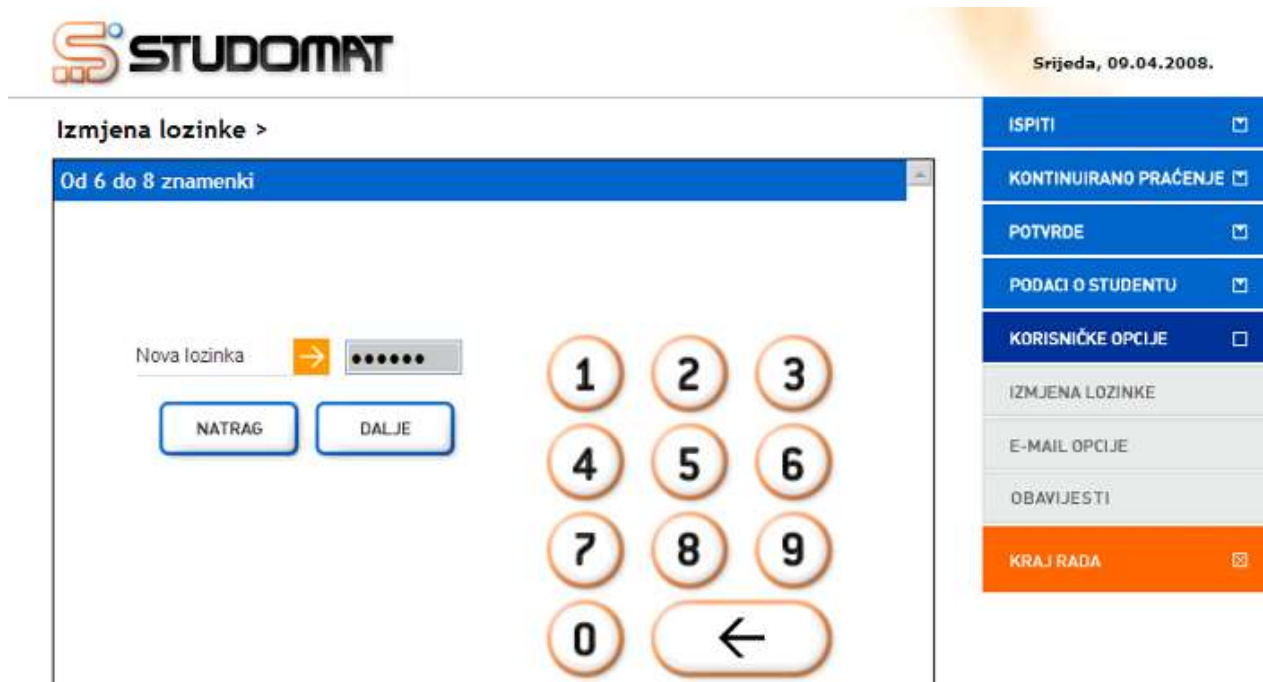 STUDOMAT
Srijeda, 09.04.2008.
Izmjena lozinke >
Od 6 do 8 znamenki
Nova lozinka
NATRAG DALJE
1 2 3
4 5 6
7 8 9
0
ISPITI
KONTINUIRANO PRAĆENJE
POTVRDE
PODACI O STUDENTU
KORISNIČKE OPCIJE
IZMJENA LOZINKE
E-MAIL OPCIJE
OBAVIJESTI
KRAJ RADA